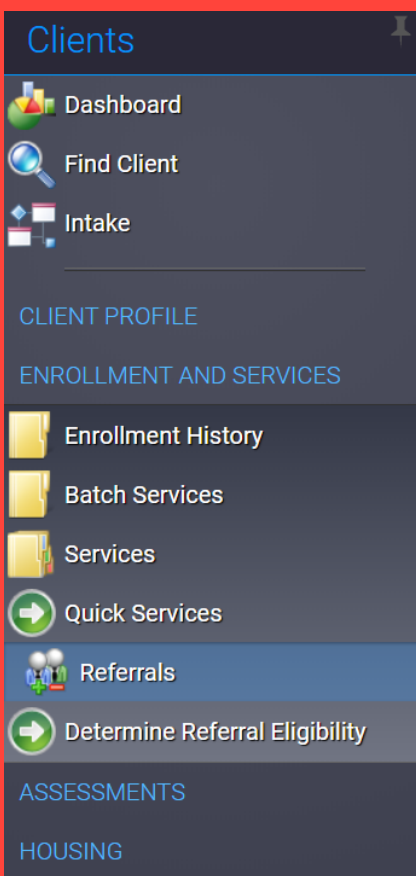 Clients
Dashboard
Find Client
Intake
CLIENT PROFILE
ENROLLMENT AND SERVICES
Enrollment History
Batch Services
Services
Quick Services
Referrals
Determine Referral Eligibility
ASSESSMENTS
HOUSING